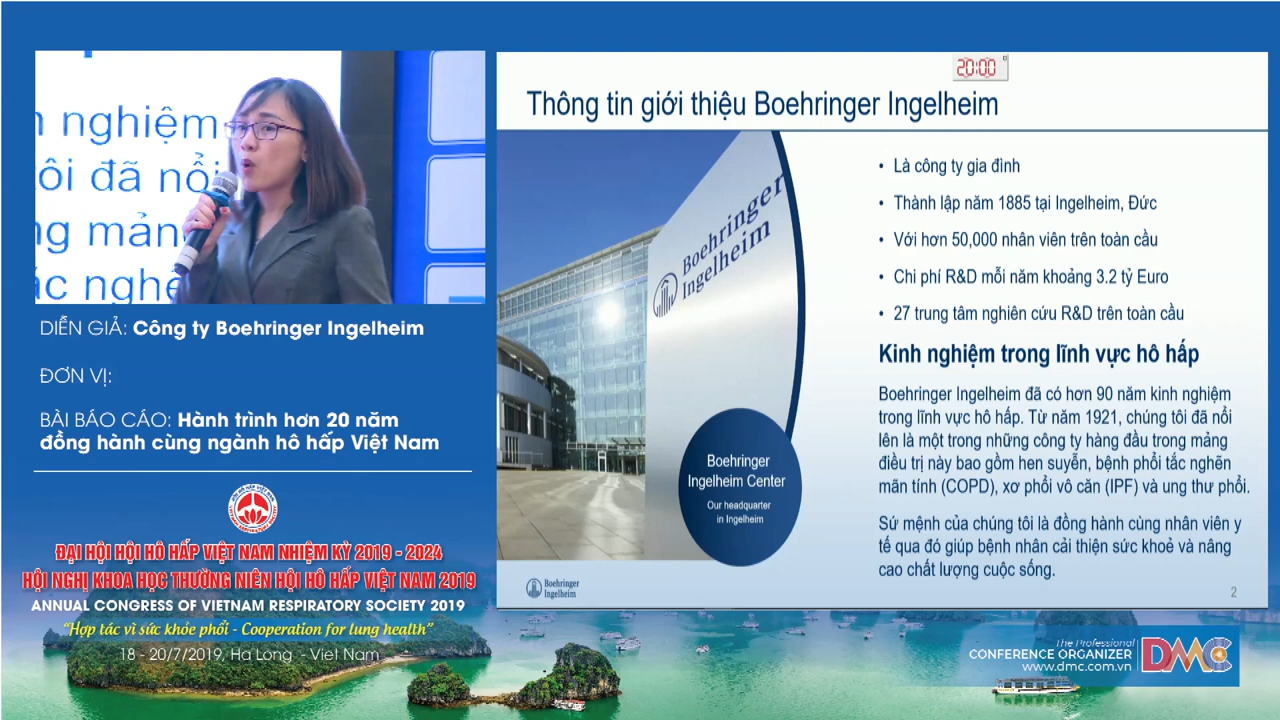 n nghiệm
ôi đã nổi
ng mảng
ắc nghẽ
DIỄN GIẢ: Công ty Boehringer Ingelheim
ĐƠN VỊ:
BÀI BÁO CÁO: Hành trình hơn 20 năm
đồng hành cùng ngành hô hấp Việt Nam
ĐẠI HỘI HỘI HÔ HẤP VIỆT NAM NHIỆM KỲ 2019 - 2024
HỘI NGHỊ KHOA HỌC THƯỜNG NIÊN HỘI HÔ HẤP VIỆT NAM 2019
ANNUAL CONGRESS OF VIETNAM RESPIRATORY SOCIETY 2019
“Hợp tác vì sức khỏe phổi - Cooperation for lung health”
18 - 20/7/2019, Ha Long - Viet Nam
20:00
Thông tin giới thiệu Boehringer Ingelheim
Boehringer
Ingelheim
• Là công ty gia đình
• Thành lập năm 1885 tại Ingelheim, Đức
• Với hơn 50,000 nhân viên trên toàn cầu
• Chi phí R&D mỗi năm khoảng 3.2 tỷ Euro
• 27 trung tâm nghiên cứu R&D trên toàn cầu
Kinh nghiệm trong lĩnh vực hô hấp
Boehringer Ingelheim đã có hơn 90 năm kinh nghiệm
trong lĩnh vực hô hấp. Từ năm 1921, chúng tôi đã nổi
lên là một trong những công ty hàng đầu trong mảng
điều trị này bao gồm hen suyễn, bệnh phổi tắc nghẽn
mãn tính (COPD), xơ phổi vô căn (IPF) và ung thư phổi.
Sứ mệnh của chúng tôi là đồng hành cùng nhân viên y
tế qua đó giúp bệnh nhân cải thiện sức khoẻ và nâng
cao chất lượng cuộc sống.
Boehringer
Ingelheim Center
Our headquarter
in Ingelheim
Boehringer
Ingelheim
2
The Professional
CONFERENCE ORGANIZER
www.dmc.com.vn
DMC